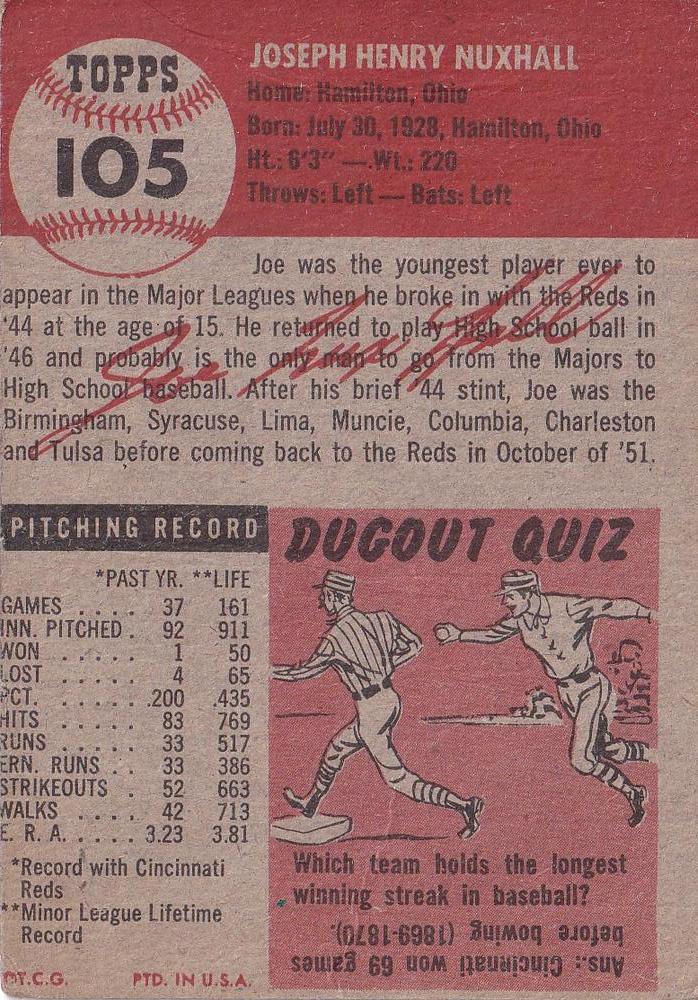 TOPPS
105
JOSEPH HENRY NUXHALL
Home: Hamilton, Ohio
Born: July 30, 1928, Hamilton, Ohio
Ht.: 6'3" — Wt.: 220
Throws: Left — Bats: Left
Joe was the youngest player ever to
appear in the Major Leagues when he broke in with the Reds in
'44 at the age of 15. He returned to play High School ball in
'46 and probably is the only man to go from the Majors to
High School baseball. After his brief '44 stint, Joe was the
Birmingham, Syracuse, Lima, Muncie, Columbia, Charleston
and Tulsa before coming back to the Reds in October of '51.
Joe Nuxhall
PITCHING RECORD
*PAST YR. **LIFE
GAMES .... 37 161
INN. PITCHED . 92 911
WON ..... 1 50
LOST ..... 4 65
PCT. ..... .200 .435
HITS ..... 83 769
RUNS ..... 33 517
ERN. RUNS .. 33 386
STRIKEOUTS . 52 663
WALKS .... 42 713
E. R. A. .... 3.23 3.81
*Record with Cincinnati
Reds
**Minor League Lifetime
Record
T.C.G. PTD. IN U.S.A.
DUGOUT QUIZ
Which team holds the longest
winning streak in baseball?
Ans.: Cincinnati won 69 games
before bowing (1869-1870).